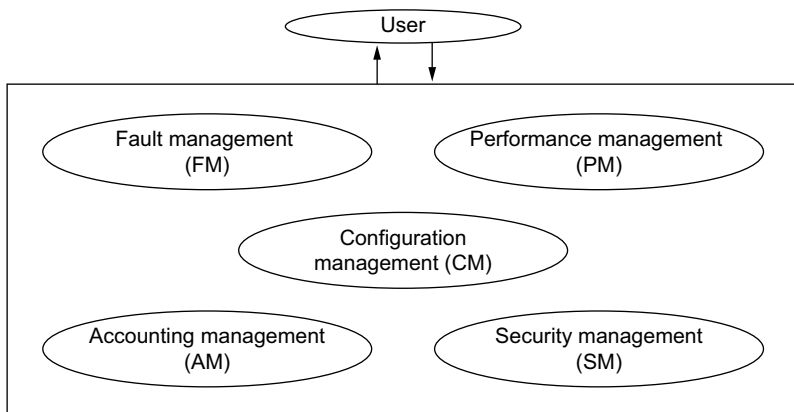 User
Fault management
(FM)
Performance management
(PM)
Configuration
management (CM)
Accounting management
(AM)
Security management
(SM)